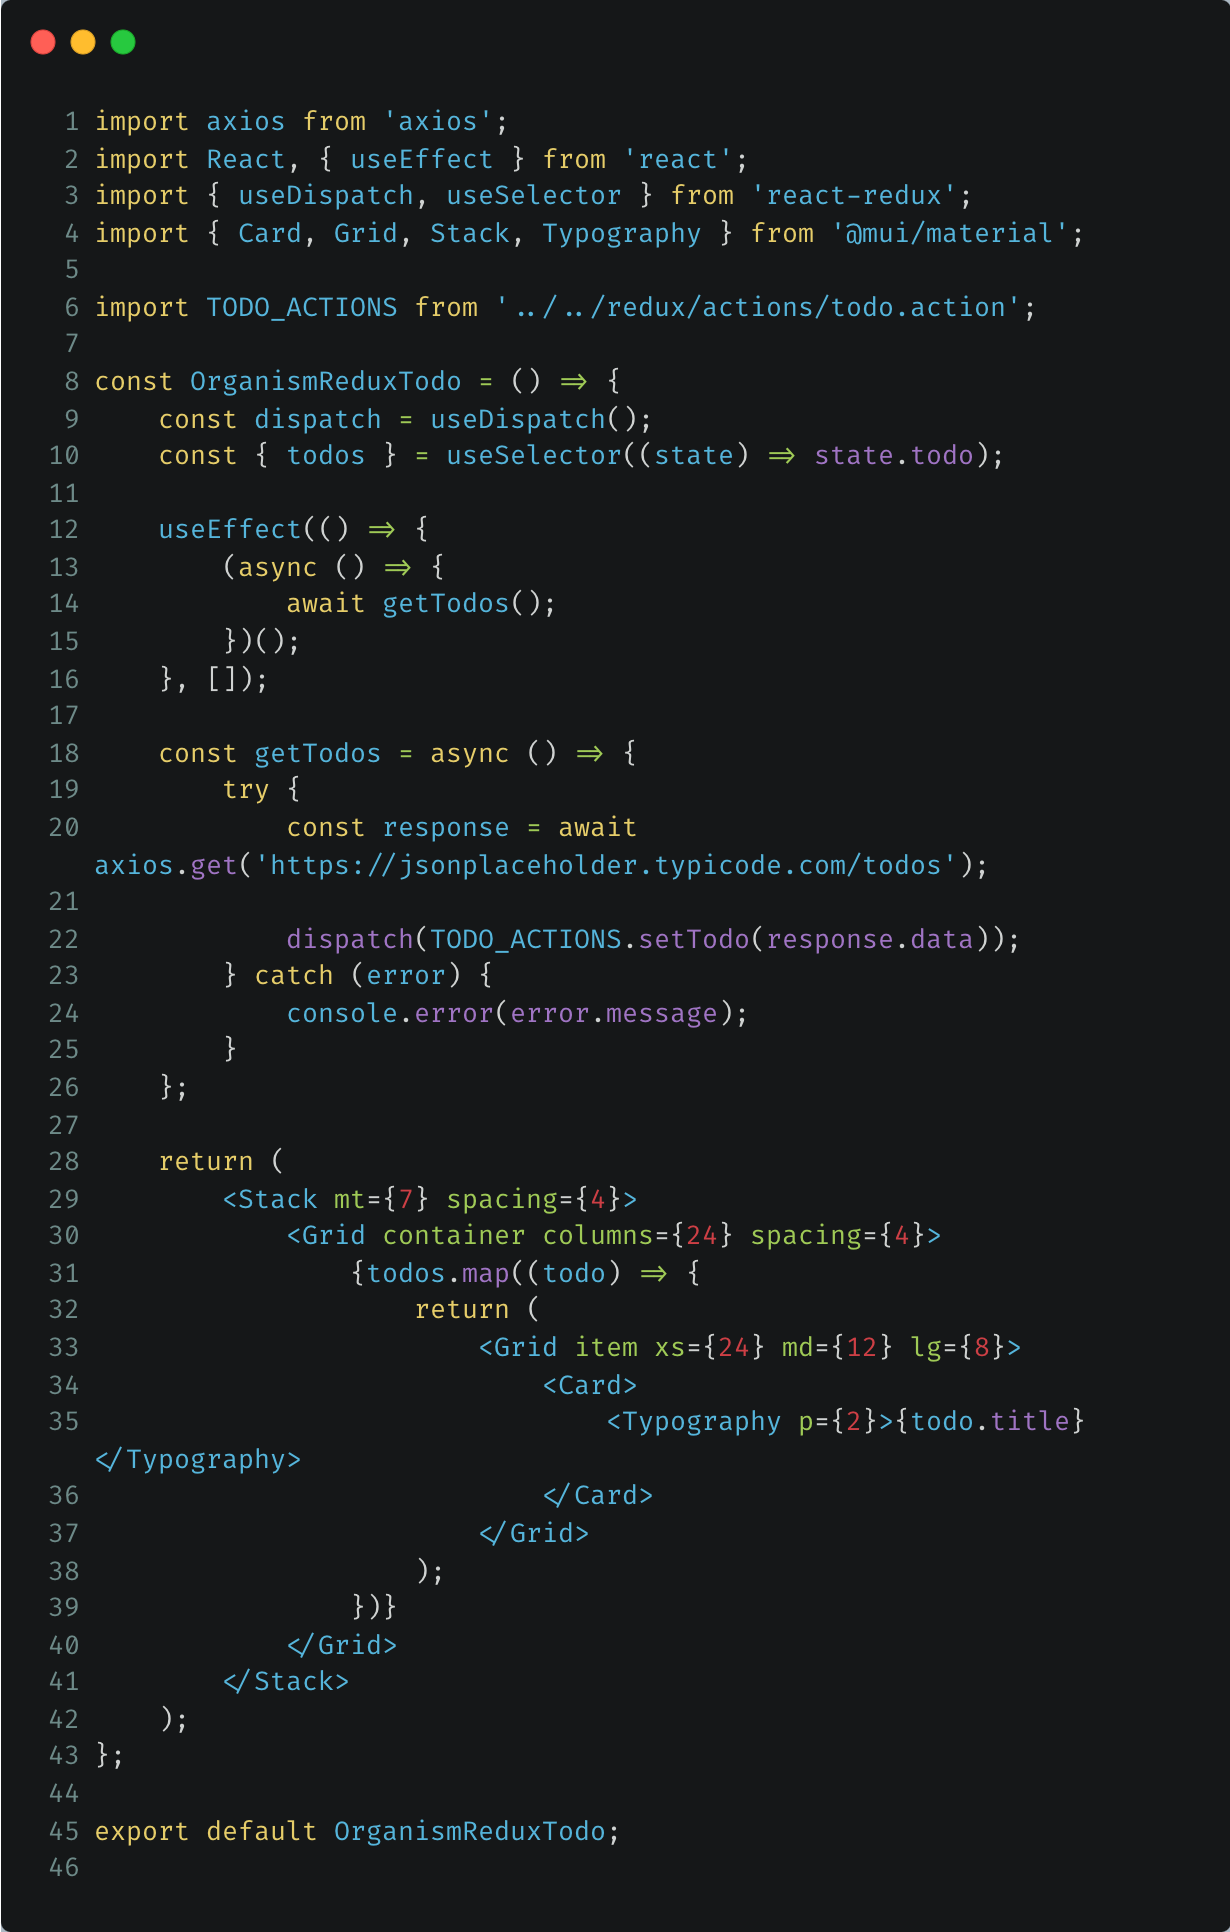 1 import axios from 'axios';
2 import React, { useEffect } from 'react';
3 import { useDispatch, useSelector } from 'react-redux';
4 import { Card, Grid, Stack, Typography } from '@mui/material';
5
6 import TODO_ACTIONS from '../../redux/actions/todo.action';
7
8 const OrganismReduxTodo = () => {
9     const dispatch = useDispatch();
10     const { todos } = useSelector((state) => state.todo);
11
12     useEffect(() => {
13         (async () => {
14             await getTodos();
15         })();
16     }, []);
17
18     const getTodos = async () => {
19         try {
20             const response = await
axios.get('https://jsonplaceholder.typicode.com/todos');
21
22             dispatch(TODO_ACTIONS.setTodo(response.data));
23         } catch (error) {
24             console.error(error.message);
25         }
26     };
27
28     return (
29         <Stack mt={7} spacing={4}>
30             <Grid container columns={24} spacing={4}>
31                 {todos.map((todo) => {
32                     return (
33                         <Grid item xs={24} md={12} lg={8}>
34                             <Card>
35                                 <Typography p={2}>{todo.title}
</Typography>
36                             </Card>
37                         </Grid>
38                     );
39                 })}
40             </Grid>
41         </Stack>
42     );
43 };
44
45 export default OrganismReduxTodo;
46